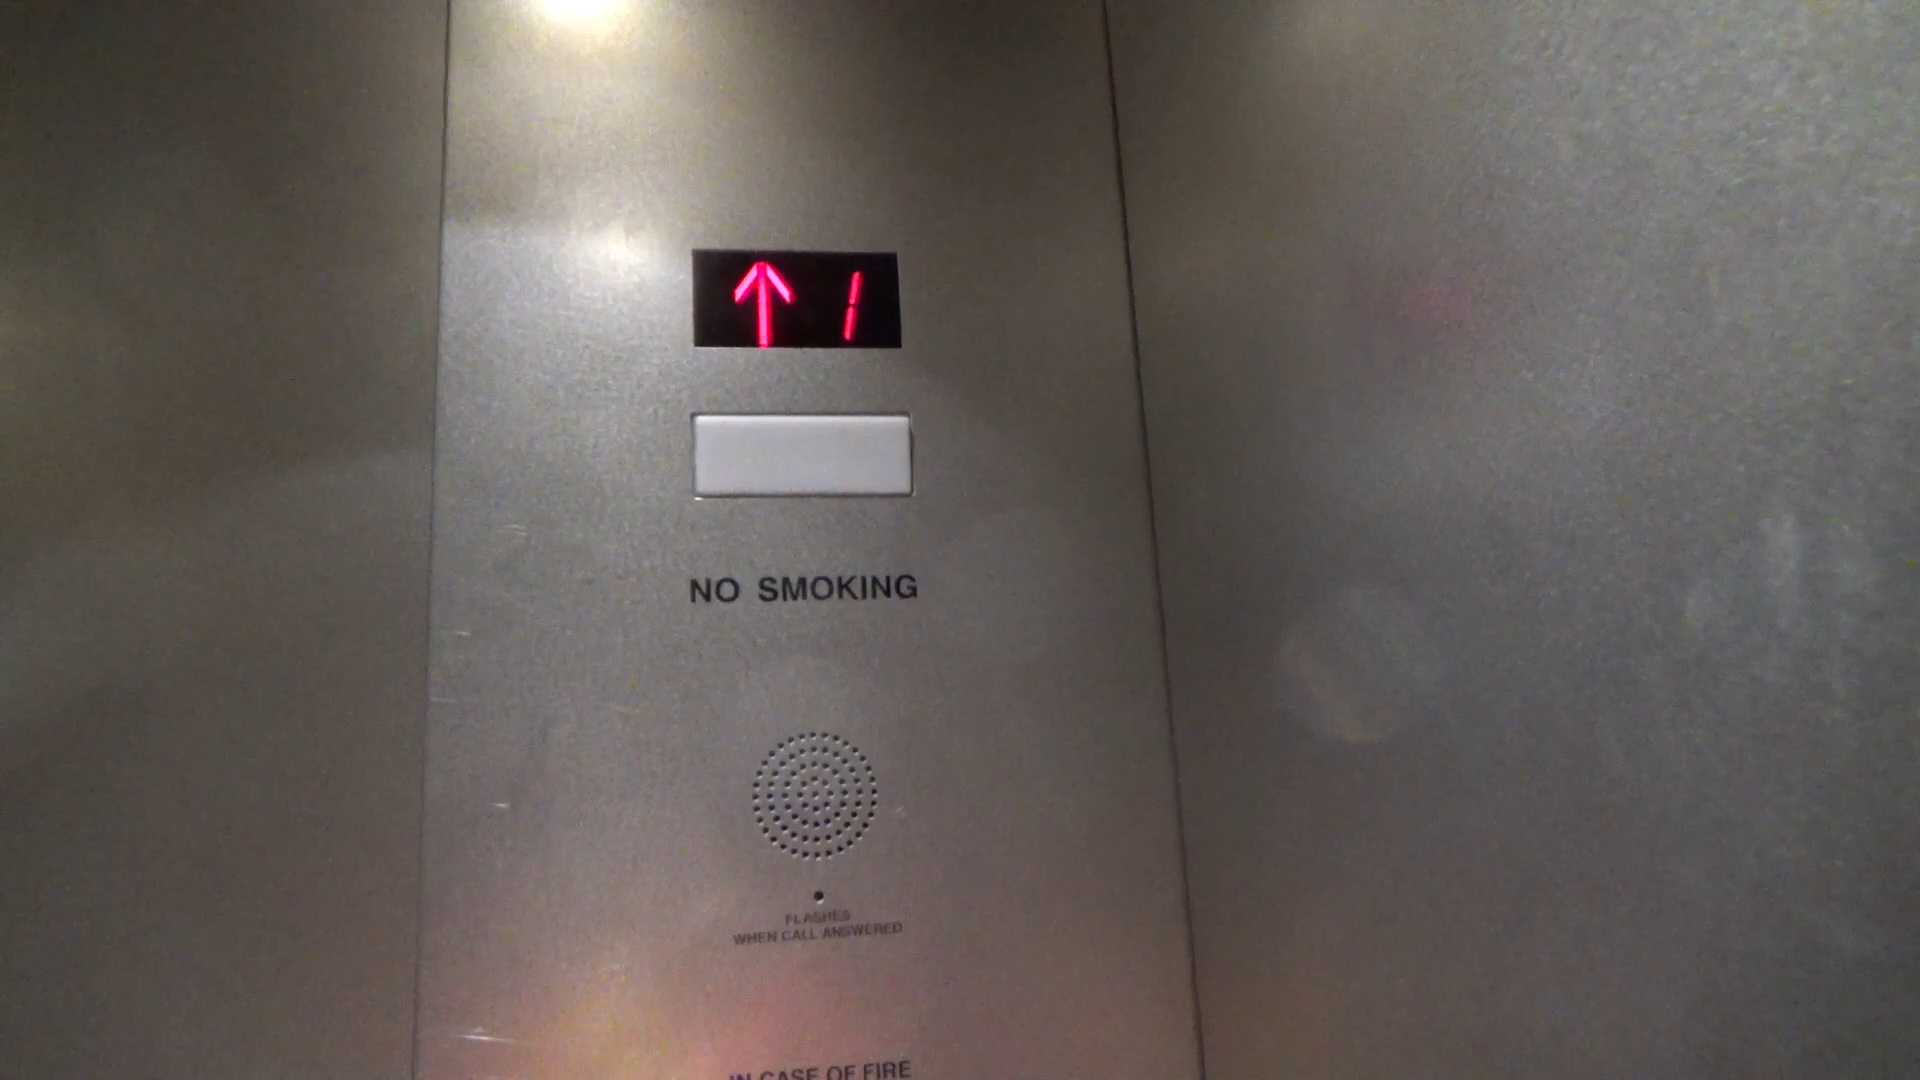 ↑ 1
NO SMOKING
FLASHES
WHEN CALL ANSWERED
IN CASE OF FIRE